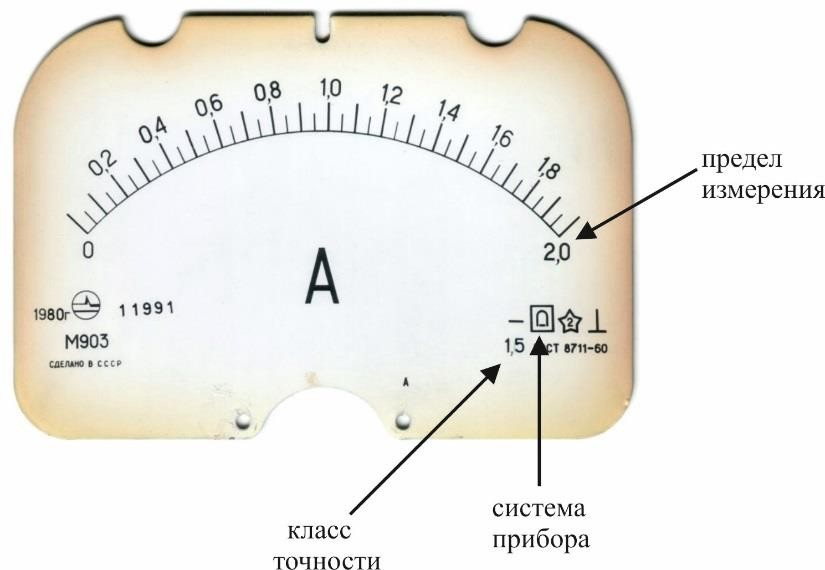 0 0,2 0,4 0,6 0,8 1,0 1,2 1,4 1,6 1,8 2,0
предел
измерения
A
1980г 11991
М903
СДЕЛАНО В СССР
2
1,5 СТ 8711-60
A
система
прибора
класс
точности